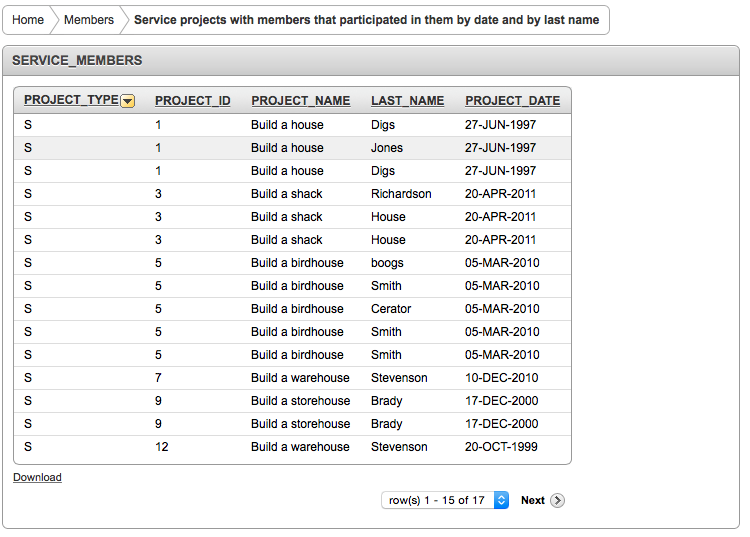 Home Members Service projects with members that participated in them by date and by last name
SERVICE_MEMBERS
PROJECT_TYPE PROJECT_ID PROJECT_NAME LAST_NAME PROJECT_DATE
S 1 Build a house Digs 27-JUN-1997
S 1 Build a house Jones 27-JUN-1997
S 1 Build a house Digs 27-JUN-1997
S 3 Build a shack Richardson 20-APR-2011
S 3 Build a shack House 20-APR-2011
S 3 Build a shack House 20-APR-2011
S 5 Build a birdhouse boogs 05-MAR-2010
S 5 Build a birdhouse Smith 05-MAR-2010
S 5 Build a birdhouse Cerator 05-MAR-2010
S 5 Build a birdhouse Smith 05-MAR-2010
S 5 Build a birdhouse Smith 05-MAR-2010
S 7 Build a warehouse Stevenson 10-DEC-2010
S 9 Build a storehouse Brady 17-DEC-2000
S 9 Build a storehouse Brady 17-DEC-2000
S 12 Build a warehouse Stevenson 20-OCT-1999
Download
row(s) 1 - 15 of 17 Next